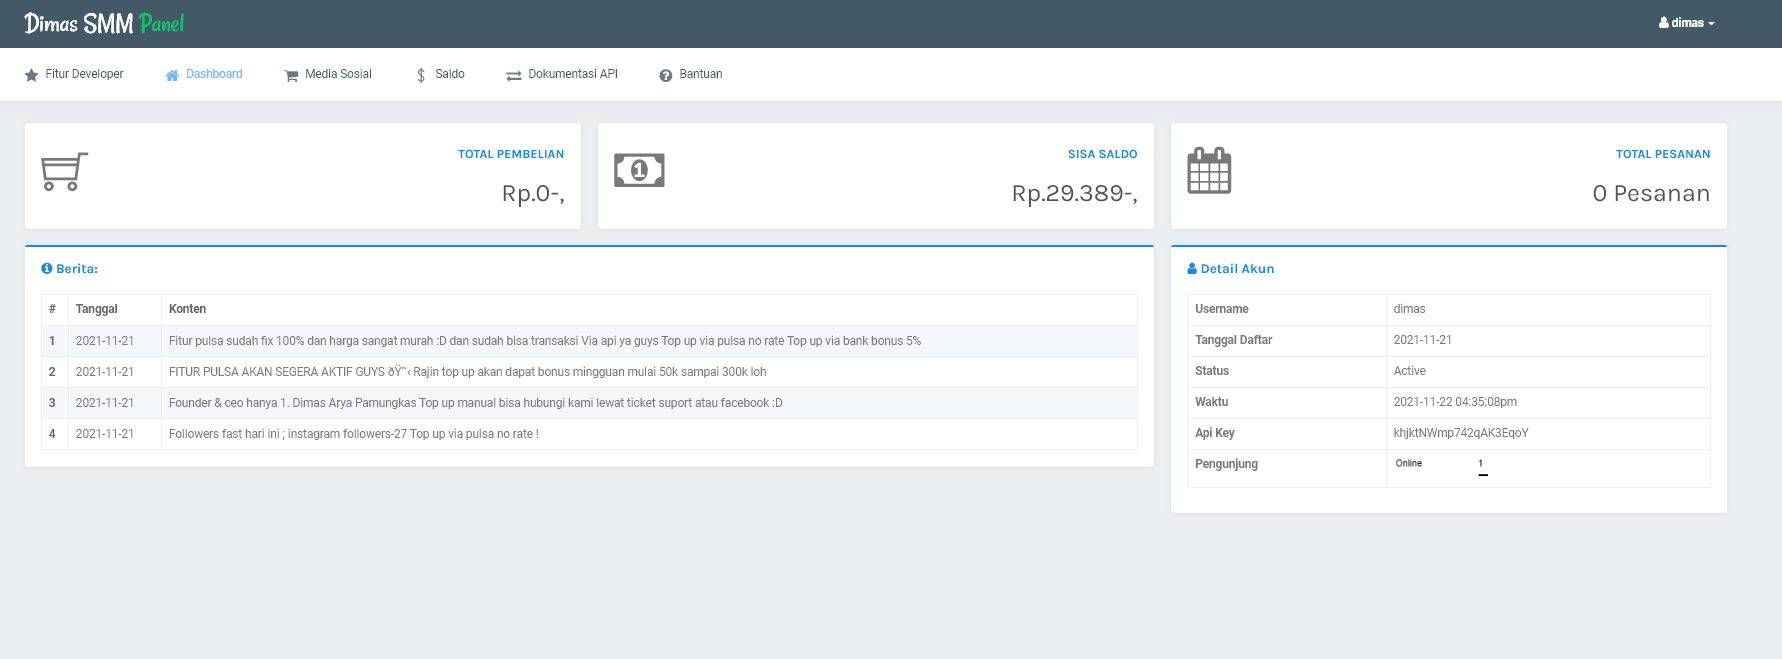 Dimas SMM Panel
dimas
Fitur Developer
Dashboard
Media Sosial
Saldo
Dokumentasi API
Bantuan
TOTAL PEMBELIAN
Rp.0-,
1
SISA SALDO
Rp.29.389-,
TOTAL PESANAN
0 Pesanan
Berita:
# Tanggal Konten
1 2021-11-21 Fitur pulsa sudah fix 100% dan harga sangat murah :D dan sudah bisa transaksi Via api ya guys Top up via pulsa no rate Top up via bank bonus 5%
2 2021-11-21 FITUR PULSA AKAN SEGERA AKTIF GUYS ðŸ˜‹ Rajin top up akan dapat bonus mingguan mulai 50k sampai 300k loh
3 2021-11-21 Founder & ceo hanya 1. Dimas Arya Pamungkas Top up manual bisa hubungi kami lewat ticket suport atau facebook :D
4 2021-11-21 Followers fast hari ini ; instagram followers-27 Top up via pulsa no rate !
Detail Akun
Username dimas
Tanggal Daftar 2021-11-21
Status Active
Waktu 2021-11-22 04:35:08pm
Api Key khjktNWmp742qAK3EqoY
Pengunjung Online 1